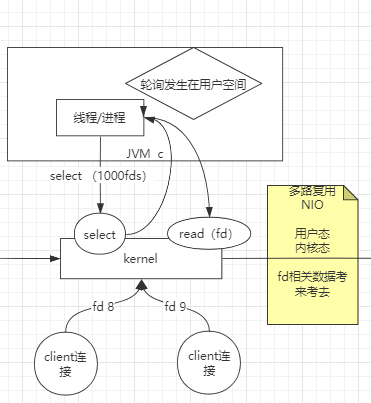 轮询发生在用户空间
线程/进程
JVM c
select （1000fds）
select
read（fd）
kernel
多路复用
NIO
用户态
内核态
fd相关数据考
来考去
fd 8
fd 9
client连
接
client连
接